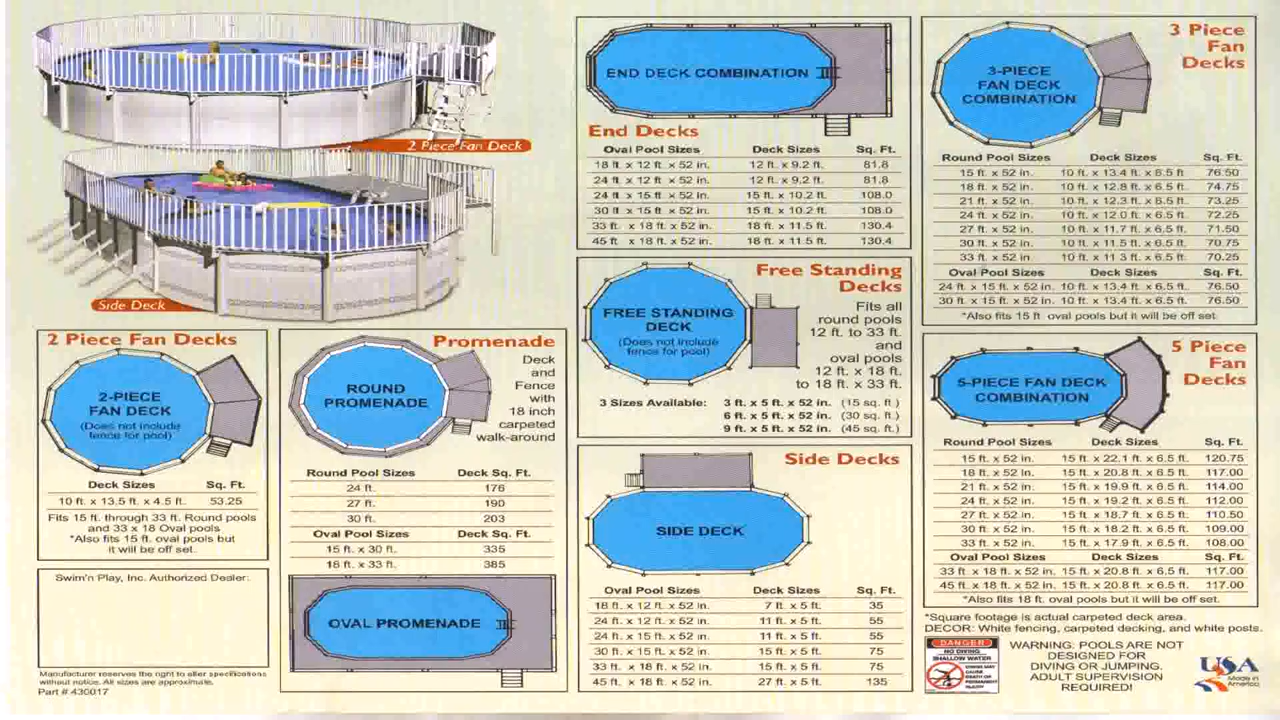 2 Piece Fan Deck
Side Deck
2 Piece Fan Decks
2-PIECE
FAN DECK
(Does not include
fence for pool)
Deck Sizes Sq. Ft.
10 ft. x 13.5 ft. x 4.5 ft. 53.25
Fits 15 ft. through 33 ft. Round pools
and 33 x 18 Oval pools
*Also fits 15 ft. oval pools but
it will be off set.
Swim'n Play, Inc. Authorized Dealer:
Manufacturer reserves the right to alter specifications
without notice. All sizes are approximate.
Part # 430017
Promenade
ROUND
PROMENADE
Deck
and
Fence
with
18 inch
carpeted
walk-around
Round Pool Sizes Deck Sq. Ft.
24 ft. 176
27 ft. 190
30 ft. 203
Oval Pool Sizes Deck Sq. Ft.
15 ft. x 30 ft. 335
18 ft. x 33 ft. 385
OVAL PROMENADE
END DECK COMBINATION
End Decks
Oval Pool Sizes Deck Sizes Sq. Ft.
18 ft. x 12 ft. x 52 in. 12 ft. x 9.2 ft. 81.8
24 ft. x 12 ft. x 52 in. 12 ft. x 9.2 ft. 81.8
24 ft. x 15 ft. x 52 in. 15 ft. x 10.2 ft. 108.0
30 ft. x 15 ft. x 52 in. 15 ft. x 10.2 ft. 108.0
33 ft. x 18 ft. x 52 in. 18 ft. x 11.5 ft. 130.4
45 ft. x 18 ft. x 52 in. 18 ft. x 11.5 ft. 130.4
Free Standing
Decks
FREE STANDING
DECK
(Does not include
fence for pool)
Fits all
round pools
12 ft. to 33 ft.
and
oval pools
12 ft. x 18 ft.
to 18 ft. x 33 ft.
3 Sizes Available: 3 ft. x 5 ft. x 52 in. (15 sq. ft.)
6 ft. x 5 ft. x 52 in. (30 sq. ft.)
9 ft. x 5 ft. x 52 in. (45 sq. ft.)
Side Decks
SIDE DECK
Oval Pool Sizes Deck Sizes Sq. Ft.
18 ft. x 12 ft. x 52 in. 7 ft. x 5 ft. 35
24 ft. x 12 ft. x 52 in. 11 ft. x 5 ft. 55
24 ft. x 15 ft. x 52 in. 11 ft. x 5 ft. 55
30 ft. x 15 ft. x 52 in. 15 ft. x 5 ft. 75
33 ft. x 18 ft. x 52 in. 15 ft. x 5 ft. 75
45 ft. x 18 ft. x 52 in. 27 ft. x 5 ft. 135
3 Piece
Fan
Decks
3-PIECE
FAN DECK
COMBINATION
Round Pool Sizes Deck Sizes Sq. Ft.
15 ft. x 52 in. 10 ft. x 13.4 ft. x 6.5 ft 76.50
18 ft. x 52 in. 10 ft. x 12.8 ft. x 6.5 ft. 74.75
21 ft. x 52 in. 10 ft. x 12.3 ft. x 6.5 ft. 73.25
24 ft. x 52 in. 10 ft. x 12.0 ft. x 6.5 ft. 72.25
27 ft. x 52 in. 10 ft. x 11.7 ft. x 6.5 ft. 71.50
30 ft. x 52 in. 10 ft. x 11.5 ft. x 6.5 ft. 70.75
33 ft. x 52 in. 10 ft. x 11.3 ft. x 6.5 ft. 70.25
Oval Pool Sizes Deck Sizes Sq. Ft.
24 ft. x 15 ft. x 52 in. 10 ft. x 13.4 ft. x 6.5 ft. 76.50
30 ft. x 15 ft. x 52 in. 10 ft. x 13.4 ft. x 6.5 ft. 76.50
*Also fits 15 ft. oval pools but it will be off set.
5 Piece
Fan
Decks
5-PIECE FAN DECK
COMBINATION
Round Pool Sizes Deck Sizes Sq. Ft.
15 ft. x 52 in. 15 ft. x 22.1 ft. x 6.5 ft. 120.75
18 ft. x 52 in. 15 ft. x 20.8 ft. x 6.5 ft. 117.00
21 ft. x 52 in. 15 ft. x 19.9 ft. x 6.5 ft. 114.00
24 ft. x 52 in. 15 ft. x 19.2 ft. x 6.5 ft. 112.00
27 ft. x 52 in. 15 ft. x 18.7 ft. x 6.5 ft. 110.50
30 ft. x 52 in. 15 ft. x 18.2 ft. x 6.5 ft. 109.00
33 ft. x 52 in. 15 ft. x 17.9 ft. x 6.5 ft. 108.00
Oval Pool Sizes Deck Sizes Sq. Ft.
33 ft. x 18 ft. x 52 in. 15 ft. x 20.8 ft. x 6.5 ft. 117.00
45 ft. x 18 ft. x 52 in. 15 ft. x 20.8 ft. x 6.5 ft. 117.00
*Also fits 18 ft. oval pools but it will be off set.
*Square footage is actual carpeted deck area.
DECOR: White fencing, carpeted decking, and white posts.
DANGER
NO DIVING
SHALLOW WATER
DIVING MAY
CAUSE
DEATH OR
PERMANENT
INJURY
WARNING: POOLS ARE NOT
DESIGNED FOR
DIVING OR JUMPING.
ADULT SUPERVISION
REQUIRED!
USA
Made in
America